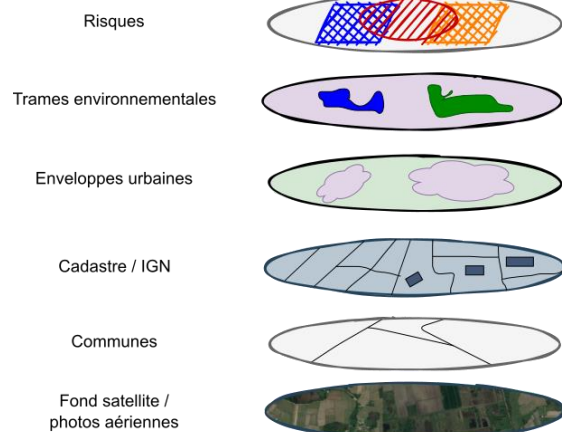 Risques
Trames environnementales
Enveloppes urbaines
Cadastre / IGN
Communes
Fond satellite /
photos aériennes